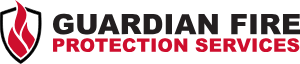 GUARDIAN FIRE
PROTECTION SERVICES